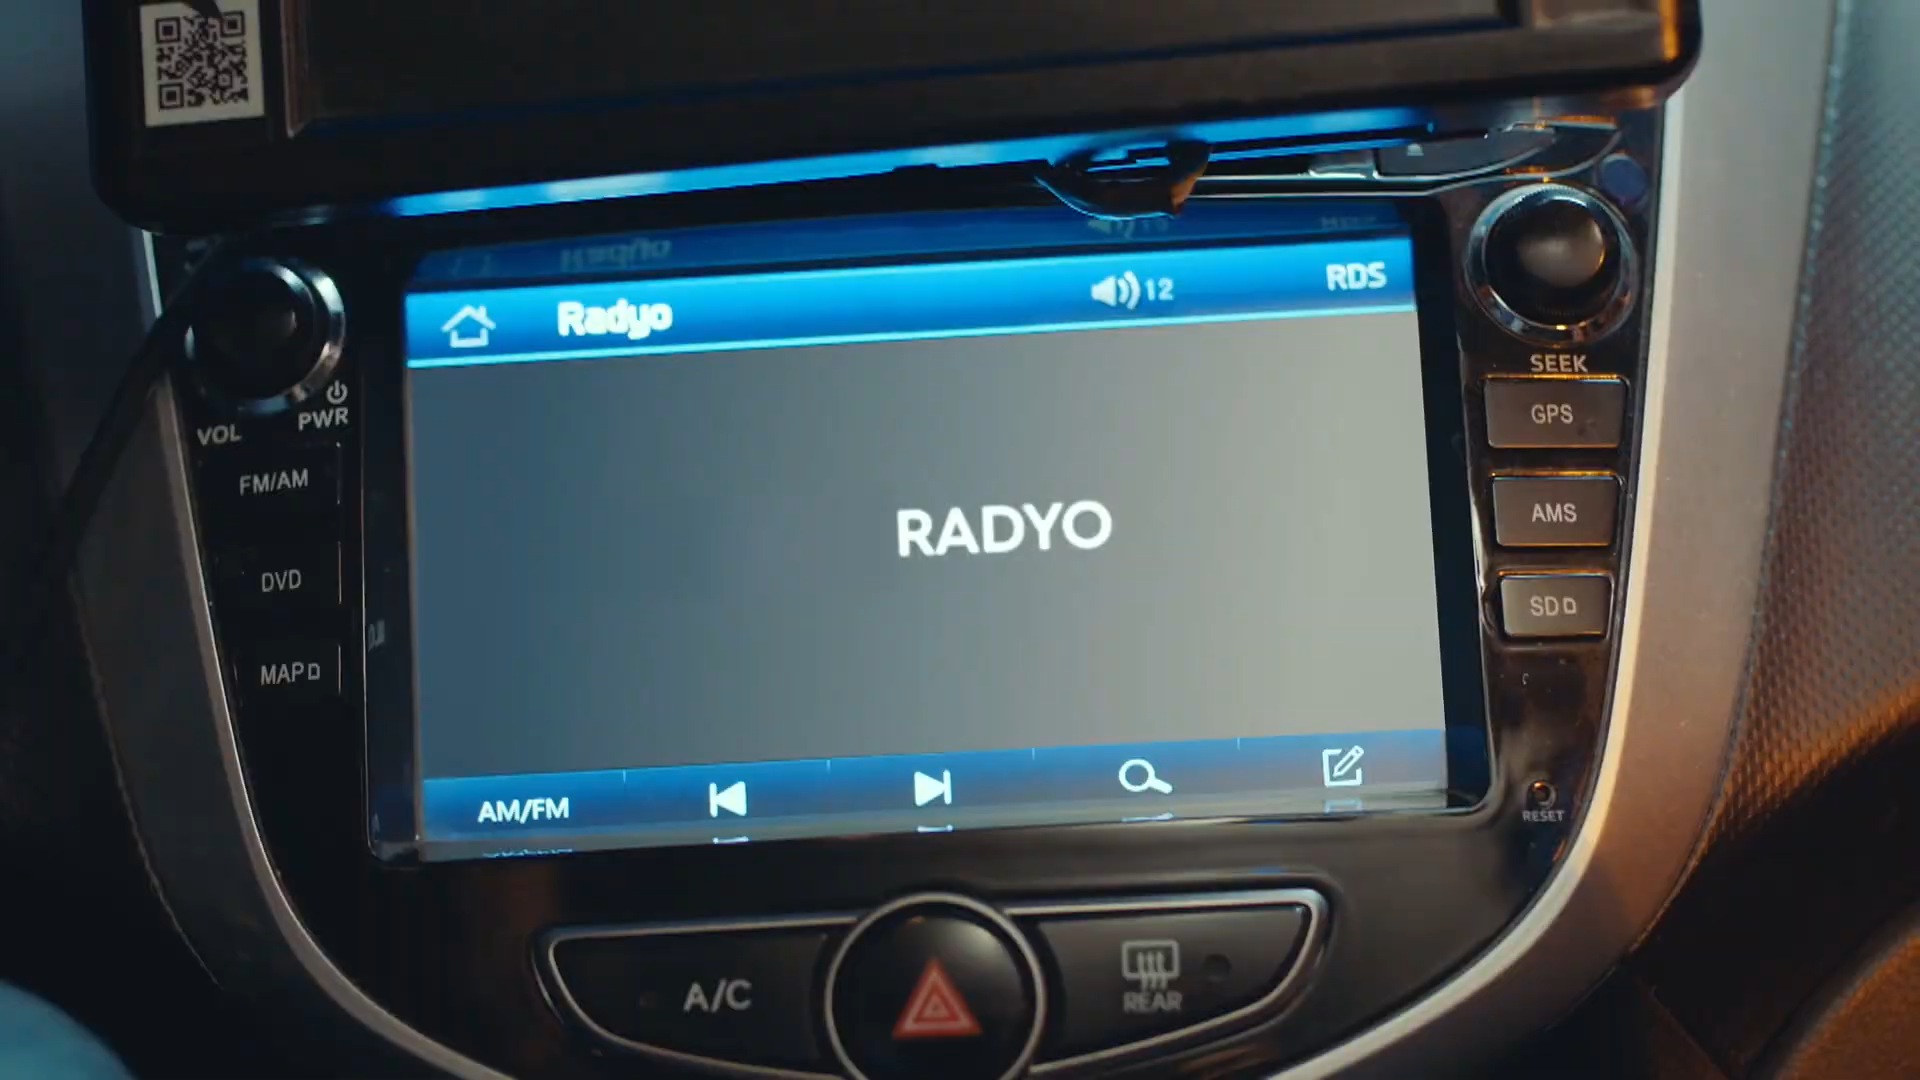 Radyo
12
RDS
RADYO
AM/FM
VOL
PWR
FM/AM
DVD
MAP
SEEK
GPS
AMS
SD
RESET
A/C
REAR